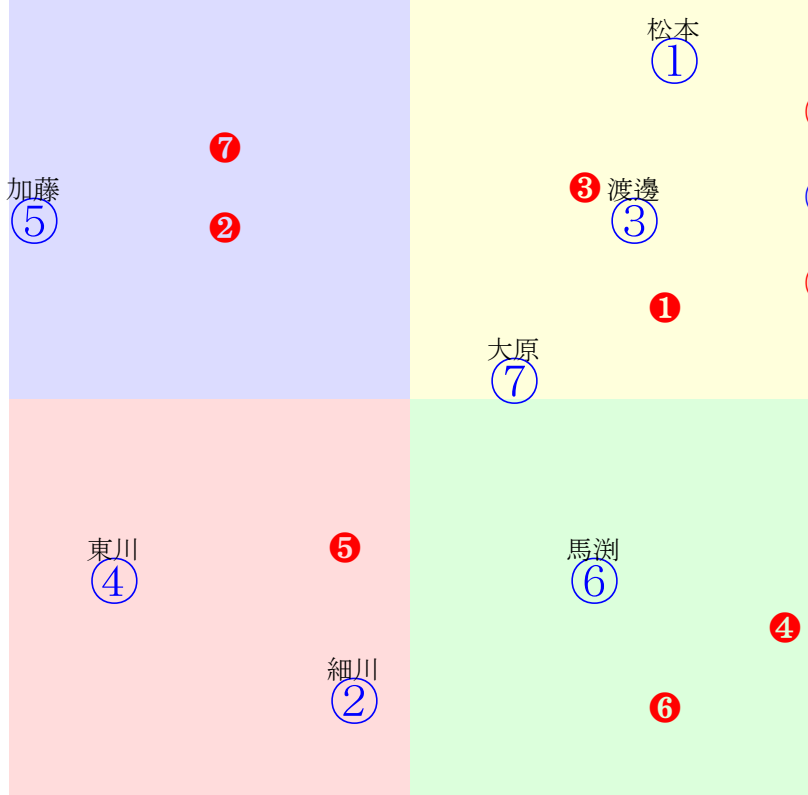 松本
①
❼
加藤
⑤
❷
❸
渡邊
③
❶
大原
⑦
東川
④
❺
馬渕
⑥
❹
細川
②
❻